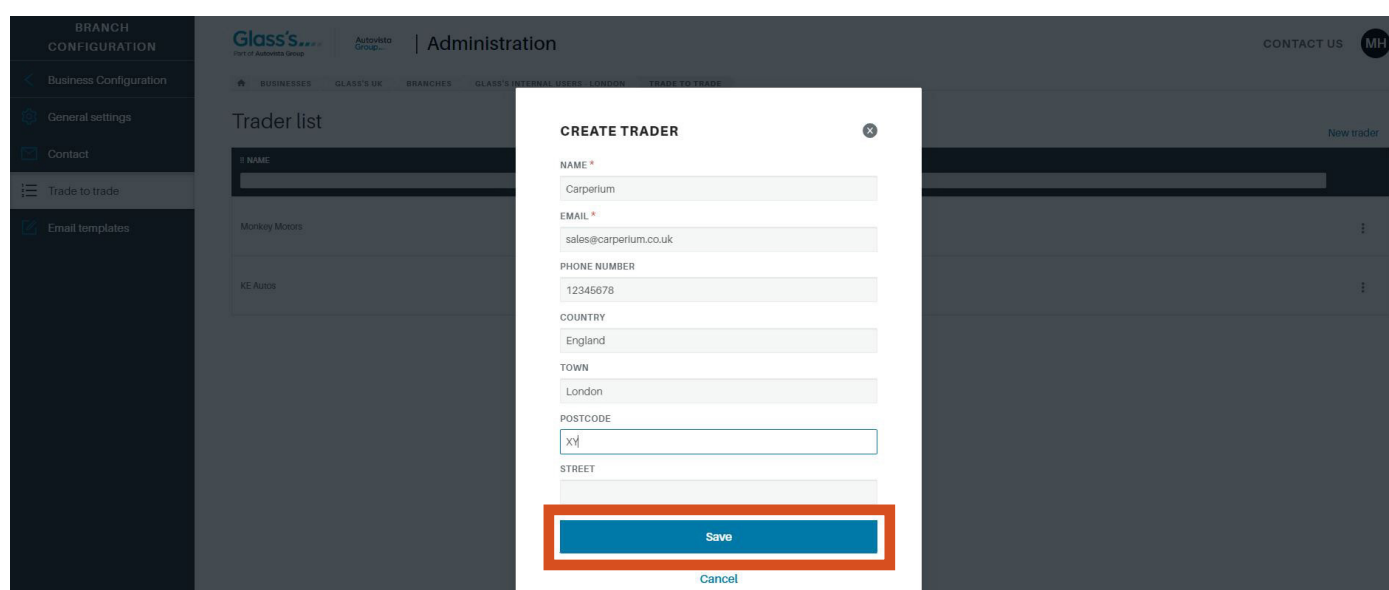 BRANCH
CONFIGURATION
Business Configuration
General settings
Contact
Trade to trade
Email templates
Glass's....
Part of Autovista Group
Autovista
Group....
Administration
CONTACT US
MH
BUSINESSES GLASS'S UK BRANCHES GLASS'S INTERNAL USERS - LONDON TRADE TO TRADE
Trader list
New trader
NAME
Monkey Motors
KE Autos
CREATE TRADER
NAME *
Carperium
EMAIL *
sales@carperium.co.uk
PHONE NUMBER
12345678
COUNTRY
England
TOWN
London
POSTCODE
XY
STREET
Save
Cancel